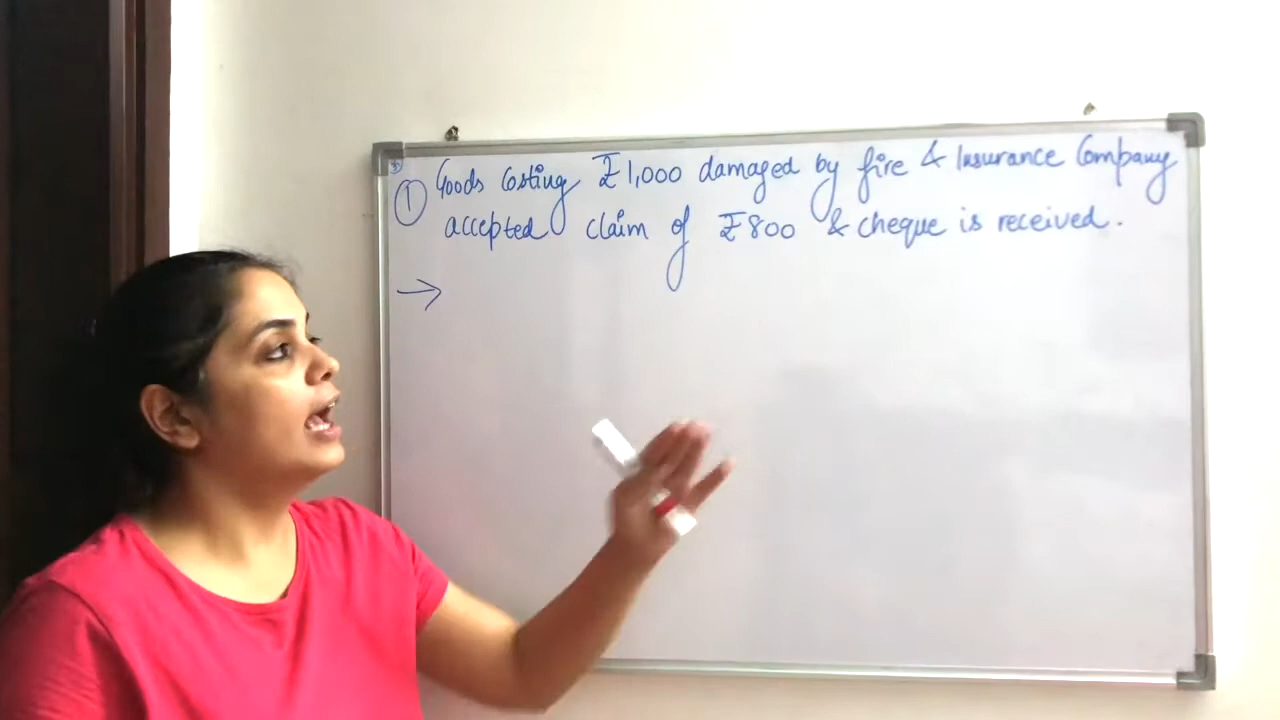 ① Goods costing ₹1,000 damaged by fire & Insurance Company
accepted claim of ₹800 & cheque is received.
→